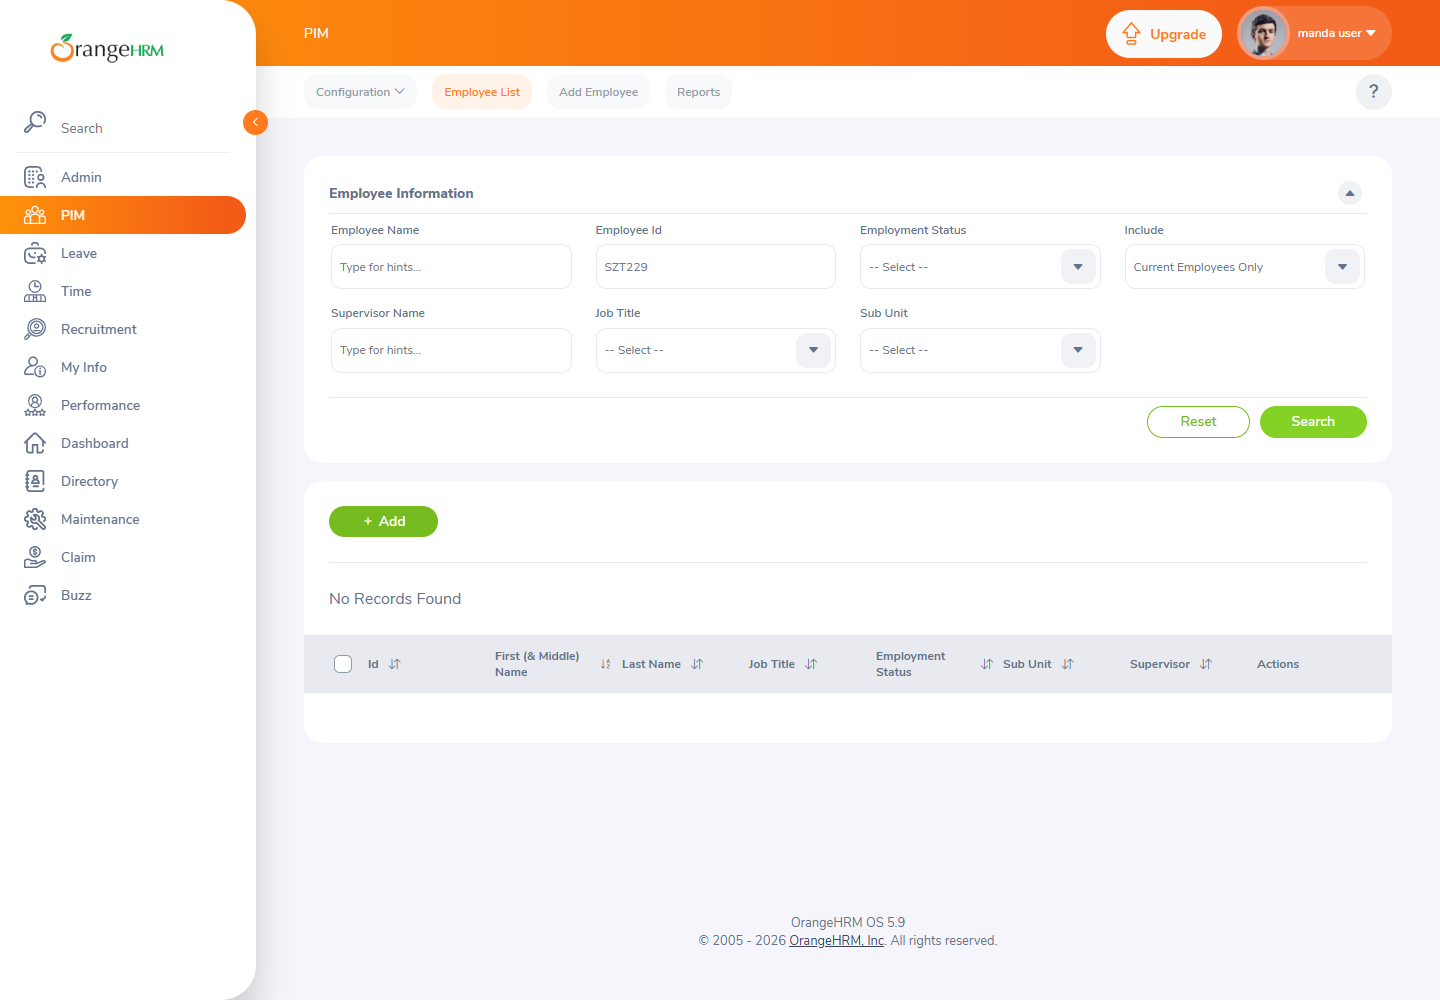 OrangeHRM
PIM
Upgrade
manda user
Configuration
Employee List
Add Employee
Reports
?
Search
Admin
PIM
Leave
Time
Recruitment
My Info
Performance
Dashboard
Directory
Maintenance
Claim
Buzz
Employee Information
Employee Name
Employee Id
Employment Status
Include
Type for hints...
SZT229
-- Select --
Current Employees Only
Supervisor Name
Job Title
Sub Unit
Type for hints...
-- Select --
-- Select --
Reset
Search
+ Add
No Records Found
Id
First (& Middle)
Name
Last Name
Job Title
Employment
Status
Sub Unit
Supervisor
Actions
OrangeHRM OS 5.9
© 2005 - 2026 OrangeHRM, Inc. All rights reserved.